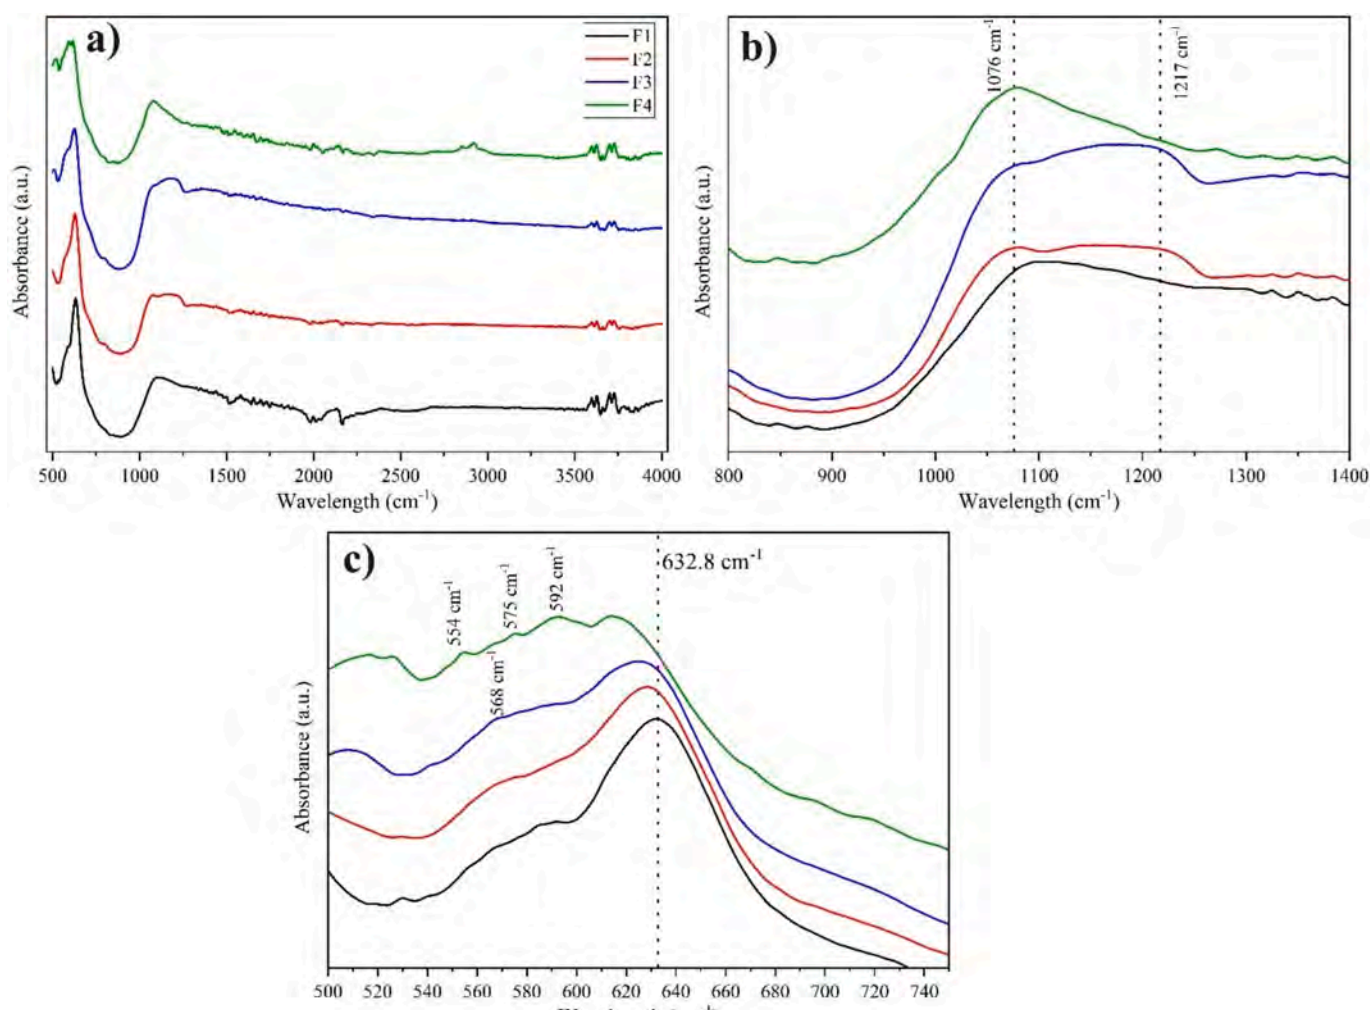 a)
F1
F2
F3
F4
Absorbance (a.u.)
500 1000 1500 2000 2500 3000 3500 4000
Wavelength (cm-1)
b)
1076 cm-1
1217 cm-1
Absorbance (a.u.)
800 900 1000 1100 1200 1300 1400
Wavelength (cm-1)
c)
554 cm-1
575 cm-1
592 cm-1
632.8 cm-1
568 cm-1
Absorbance (a.u.)
500 520 540 560 580 600 620 640 660 680 700 720 740